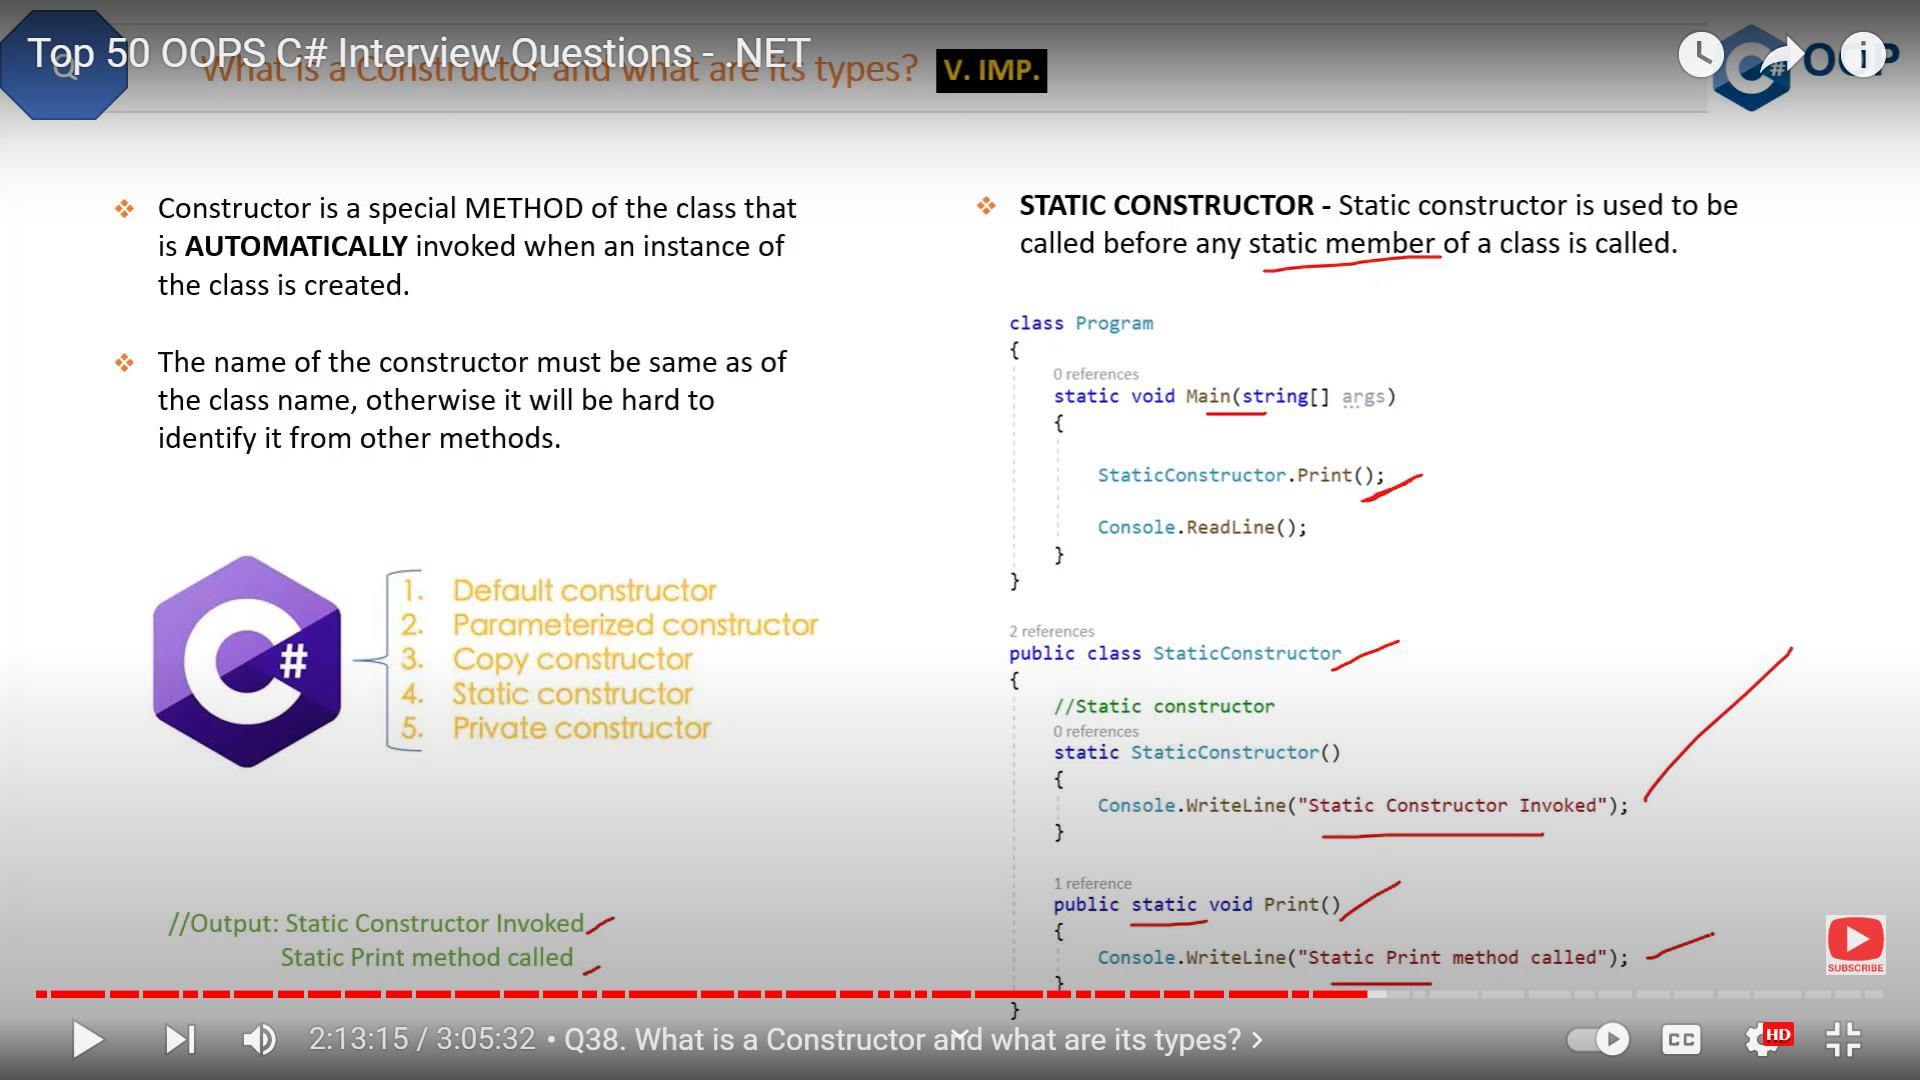 Top 50 OOPS C# Interview Questions - .NET
What is a Constructor and what are its types? V. IMP.
OOP
Constructor is a special METHOD of the class that
is AUTOMATICALLY invoked when an instance of
the class is created.
The name of the constructor must be same as of
the class name, otherwise it will be hard to
identify it from other methods.
C#
1. Default constructor
2. Parameterized constructor
3. Copy constructor
4. Static constructor
5. Private constructor
//Output: Static Constructor Invoked
Static Print method called
STATIC CONSTRUCTOR - Static constructor is used to be
called before any static member of a class is called.
class Program
{
0 references
static void Main(string[] args)
{
StaticConstructor.Print();
Console.ReadLine();
}
}
2 references
public class StaticConstructor
{
//Static constructor
0 references
static StaticConstructor()
{
Console.WriteLine("Static Constructor Invoked");
}
1 reference
public static void Print()
{
Console.WriteLine("Static Print method called");
}
}
SUBSCRIBE
2:13:15 / 3:05:32 • Q38. What is a Constructor and what are its types? >
CC
HD